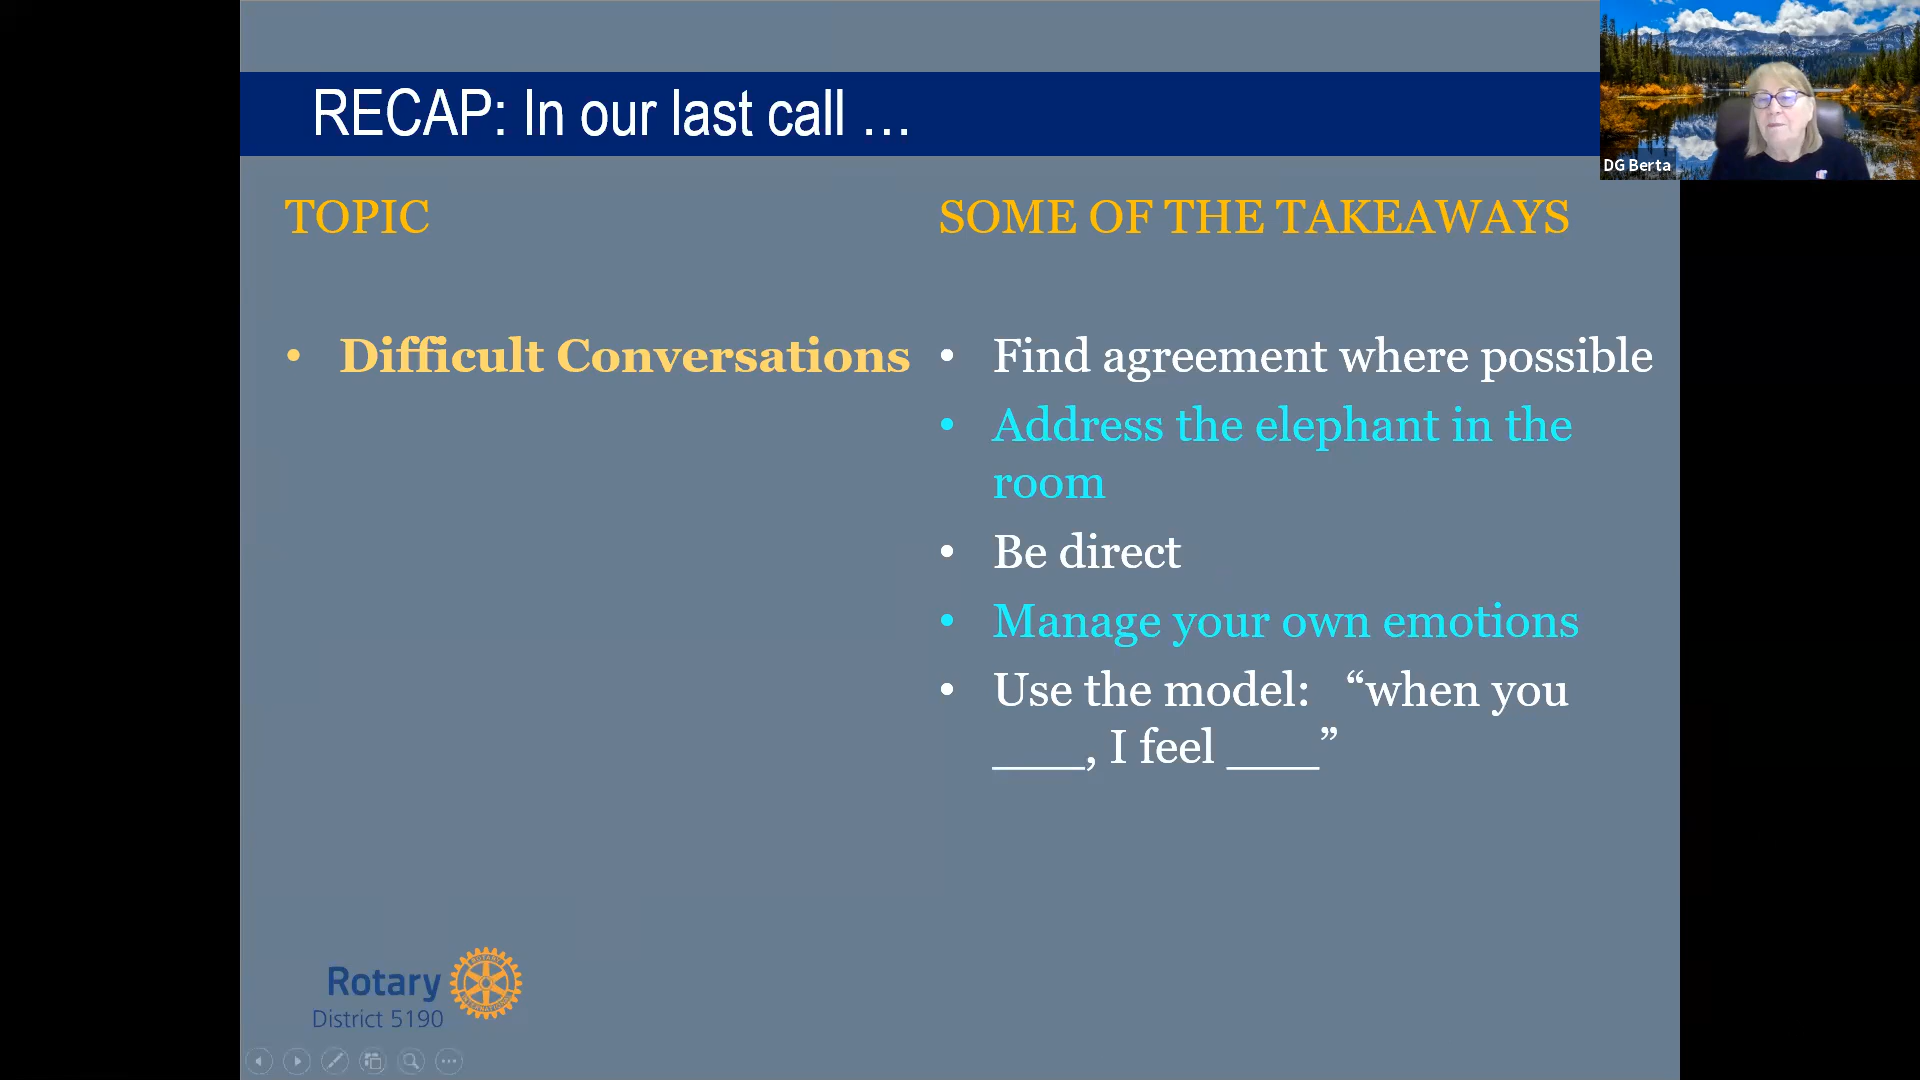 RECAP: In our last call …
DG Berta
TOPIC
• Difficult Conversations
SOME OF THE TAKEAWAYS
• Find agreement where possible
• Address the elephant in the
room
• Be direct
• Manage your own emotions
• Use the model: “when you
____, I feel ____”
Rotary
District 5190
ROTARY
INTERNATIONAL